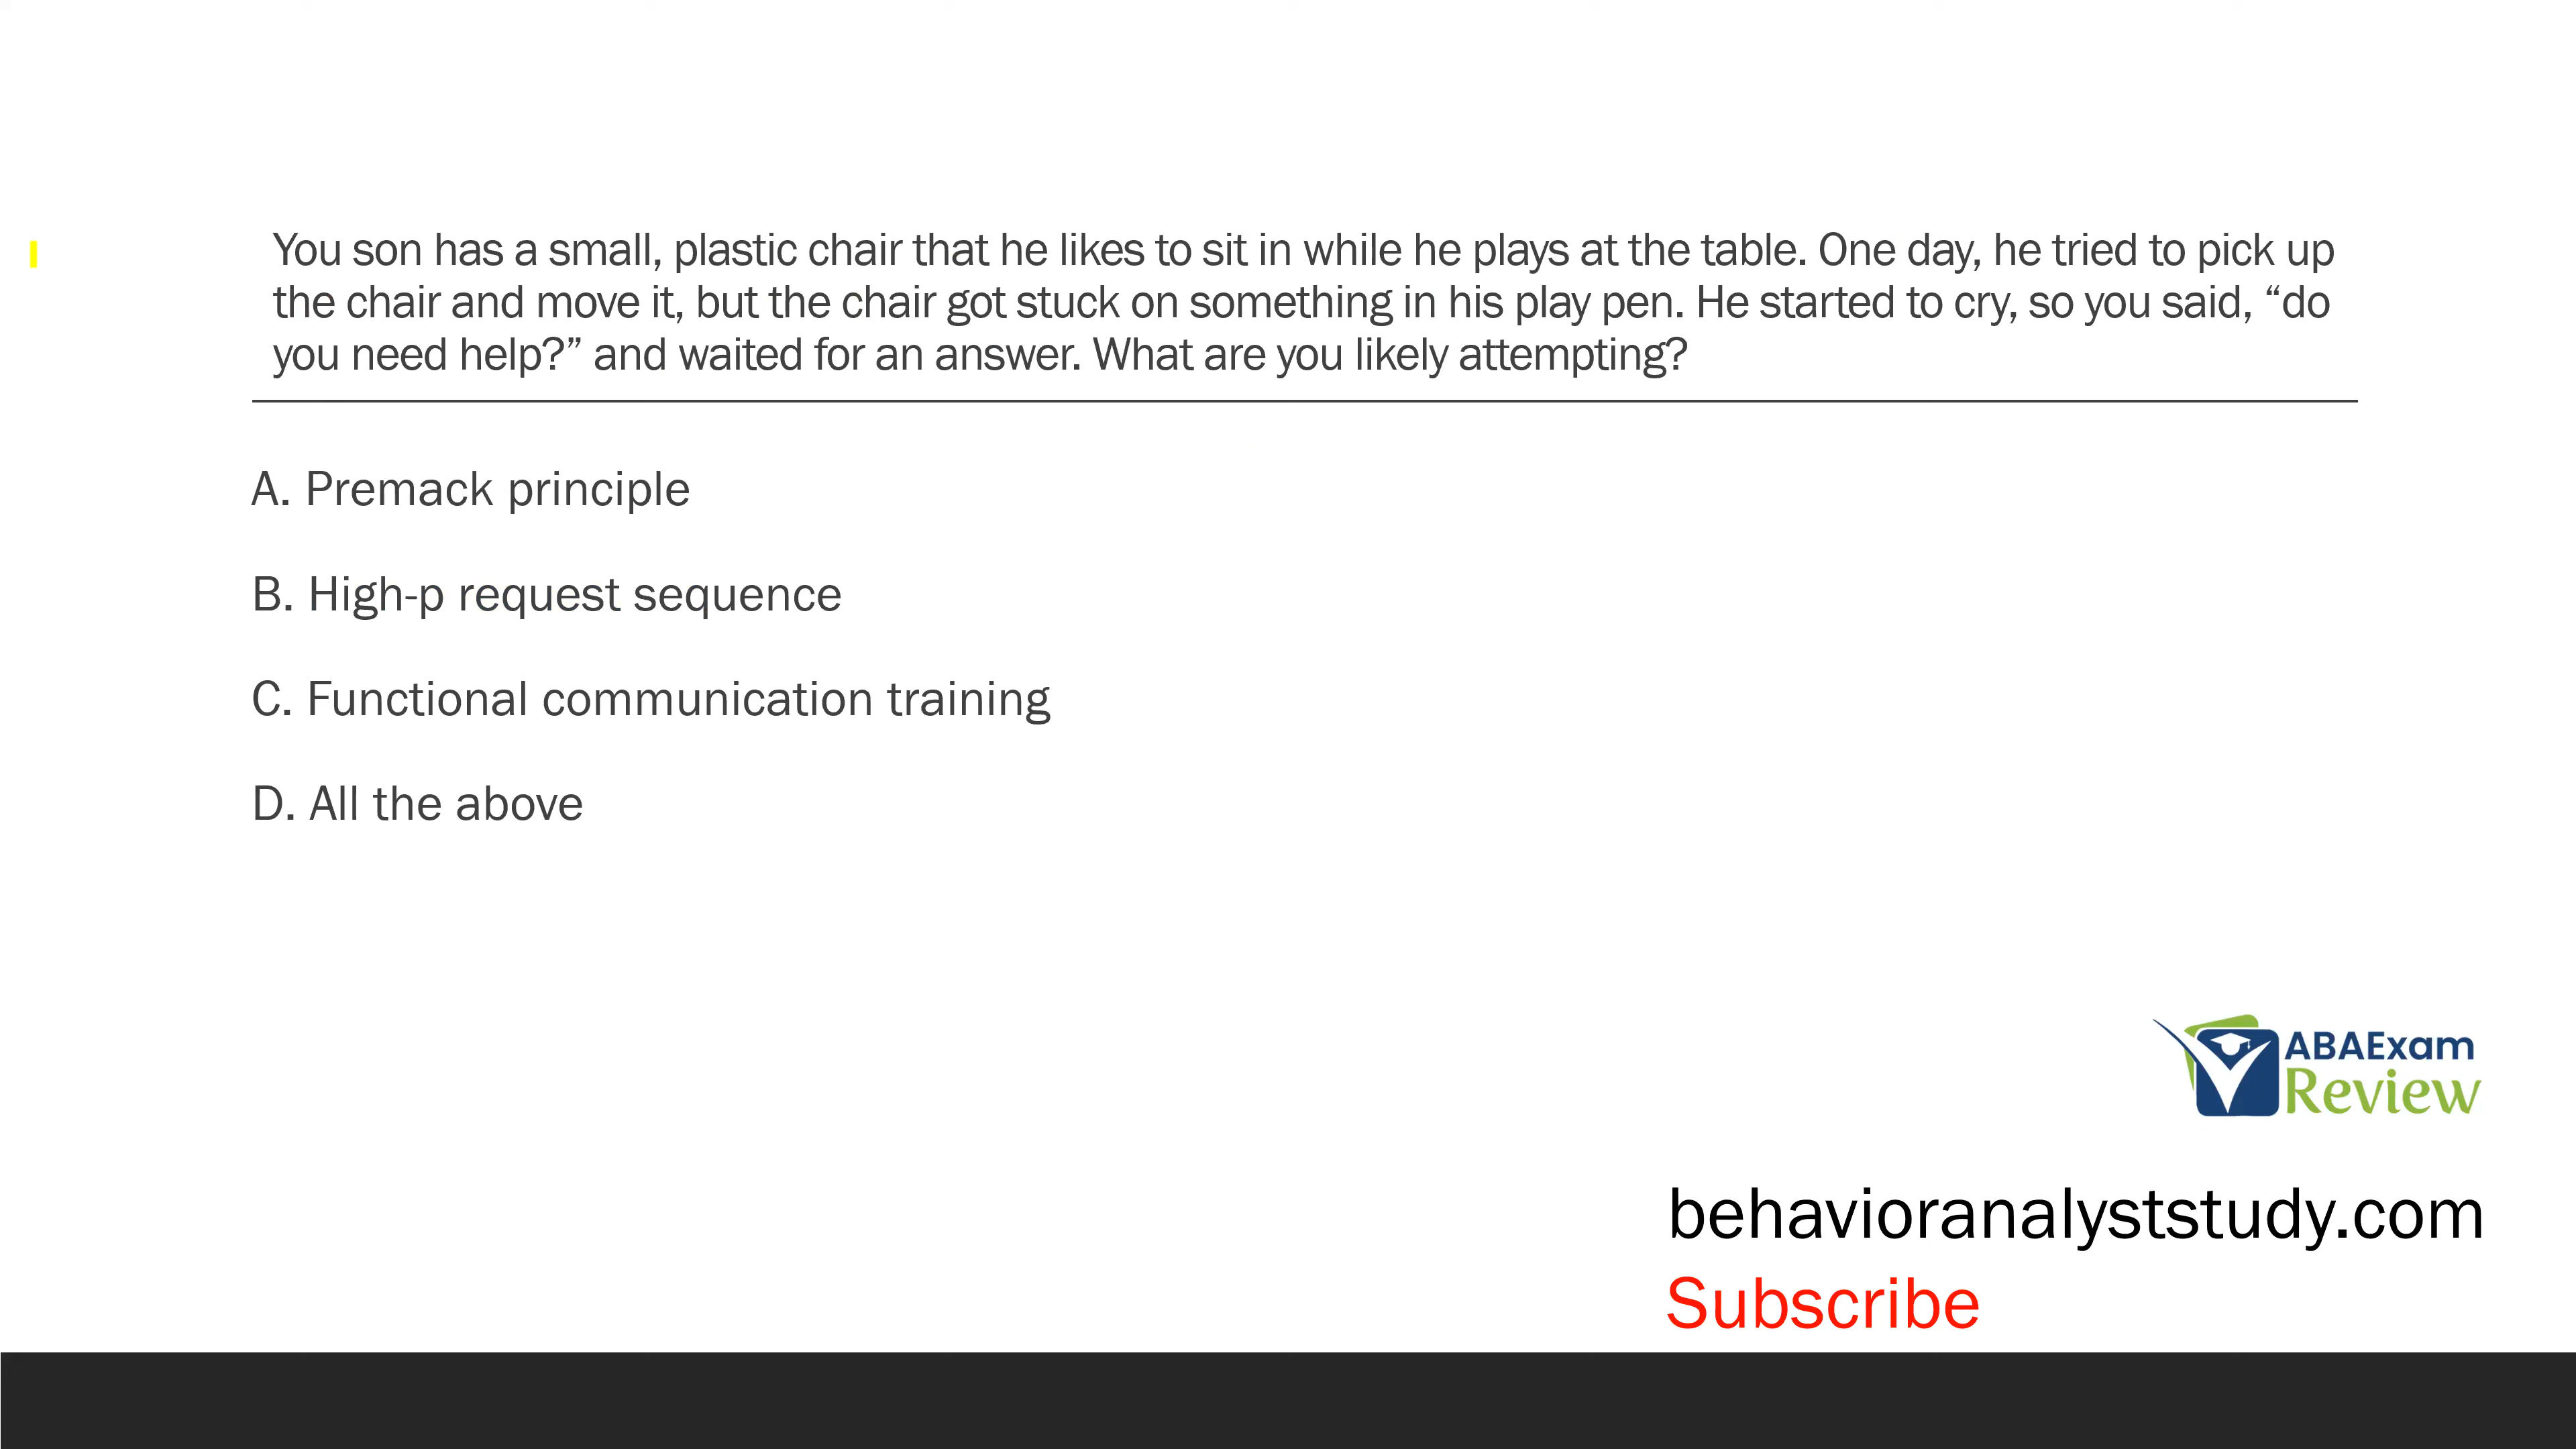 You son has a small, plastic chair that he likes to sit in while he plays at the table. One day, he tried to pick up
the chair and move it, but the chair got stuck on something in his play pen. He started to cry, so you said, “do
you need help?” and waited for an answer. What are you likely attempting?
A. Premack principle
B. High-p request sequence
C. Functional communication training
D. All the above
ABAExam
Review
behavioranalyststudy.com
Subscribe